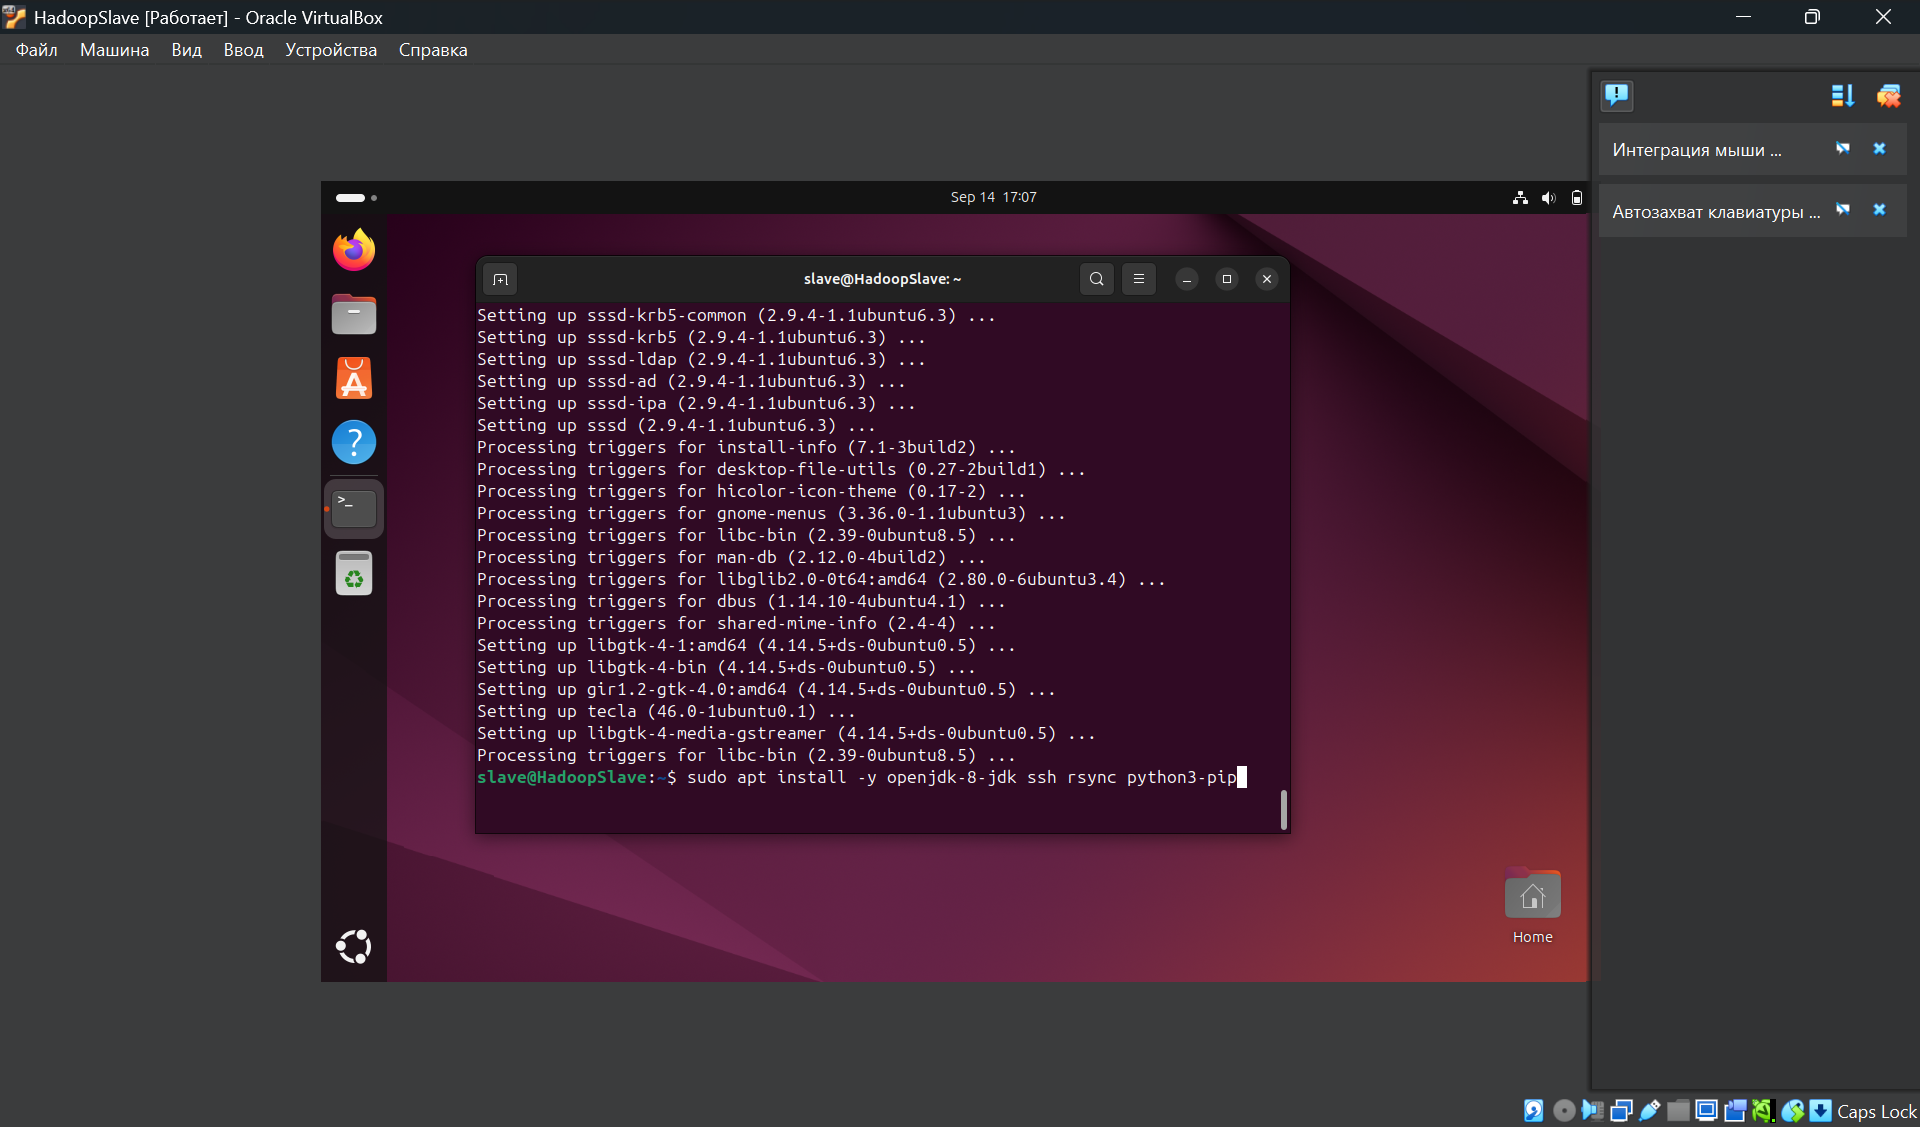 HadoopSlave [Работает] - Oracle VirtualBox
Файл Машина Вид Ввод Устройства Справка
Интеграция мыши ...
Автозахват клавиатуры ...
Sep 14 17:07
slave@HadoopSlave: ~
Setting up sssd-krb5-common (2.9.4-1.1ubuntu6.3) ...
Setting up sssd-krb5 (2.9.4-1.1ubuntu6.3) ...
Setting up sssd-ldap (2.9.4-1.1ubuntu6.3) ...
Setting up sssd-ad (2.9.4-1.1ubuntu6.3) ...
Setting up sssd-ipa (2.9.4-1.1ubuntu6.3) ...
Setting up sssd (2.9.4-1.1ubuntu6.3) ...
Processing triggers for install-info (7.1-3build2) ...
Processing triggers for desktop-file-utils (0.27-2build1) ...
Processing triggers for hicolor-icon-theme (0.17-2) ...
Processing triggers for gnome-menus (3.36.0-1.1ubuntu3) ...
Processing triggers for libc-bin (2.39-0ubuntu8.5) ...
Processing triggers for man-db (2.12.0-4build2) ...
Processing triggers for libglib2.0-0t64:amd64 (2.80.0-6ubuntu3.4) ...
Processing triggers for dbus (1.14.10-4ubuntu4.1) ...
Processing triggers for shared-mime-info (2.4-4) ...
Setting up libgtk-4-1:amd64 (4.14.5+ds-0ubuntu0.5) ...
Setting up libgtk-4-bin (4.14.5+ds-0ubuntu0.5) ...
Setting up gir1.2-gtk-4.0:amd64 (4.14.5+ds-0ubuntu0.5) ...
Setting up tecla (46.0-1ubuntu0.1) ...
Setting up libgtk-4-media-gstreamer (4.14.5+ds-0ubuntu0.5) ...
Processing triggers for libc-bin (2.39-0ubuntu8.5) ...
slave@HadoopSlave:~$ sudo apt install -y openjdk-8-jdk ssh rsync python3-pip
Home
Caps Lock